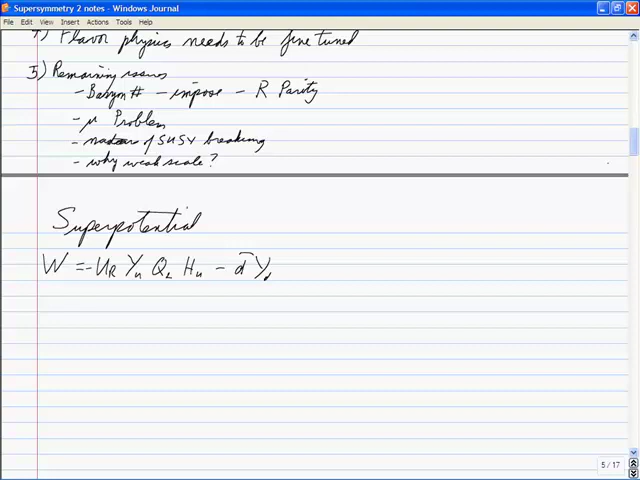 Supersymmetry 2 notes - Windows Journal
File Edit View Insert Actions Tools Help
4) Flavor physics needs to be fine tuned
5) Remaining issues
- Baryon # - impose - R Parity
- μ Problem
- nature of SUSY breaking
- why weak scale?
Superpotential
W = - U_R Y_u Q_L H_u - d̄ Y_d
5 / 17